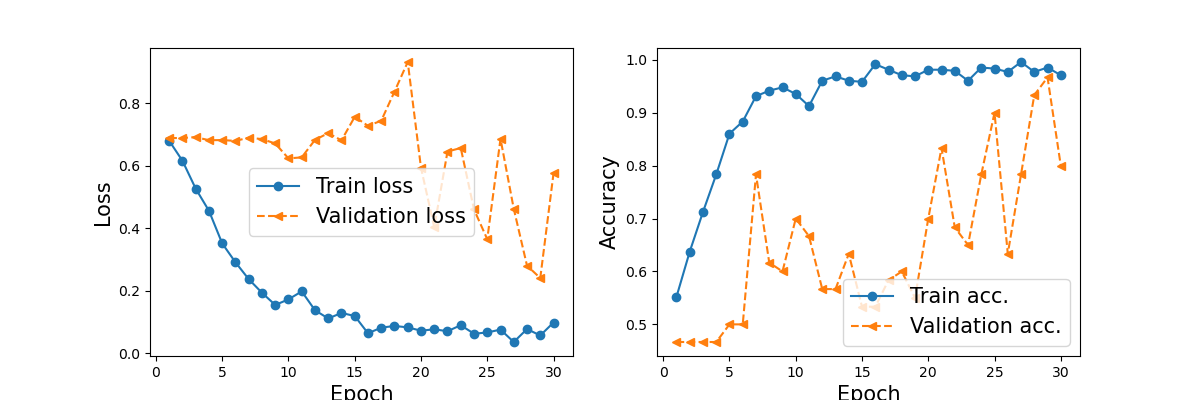 Loss
0.8
0.6
0.4
0.2
0.0
Train loss
Validation loss
0 5 10 15 20 25 30
Epoch
Accuracy
1.0
0.9
0.8
0.7
0.6
0.5
Train acc.
Validation acc.
0 5 10 15 20 25 30
Epoch